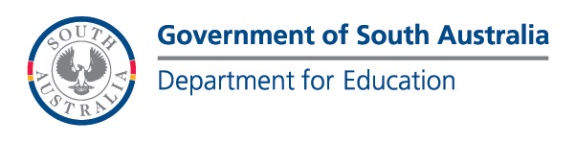 SOUTH AUSTRALIA
Government of South Australia
Department for Education